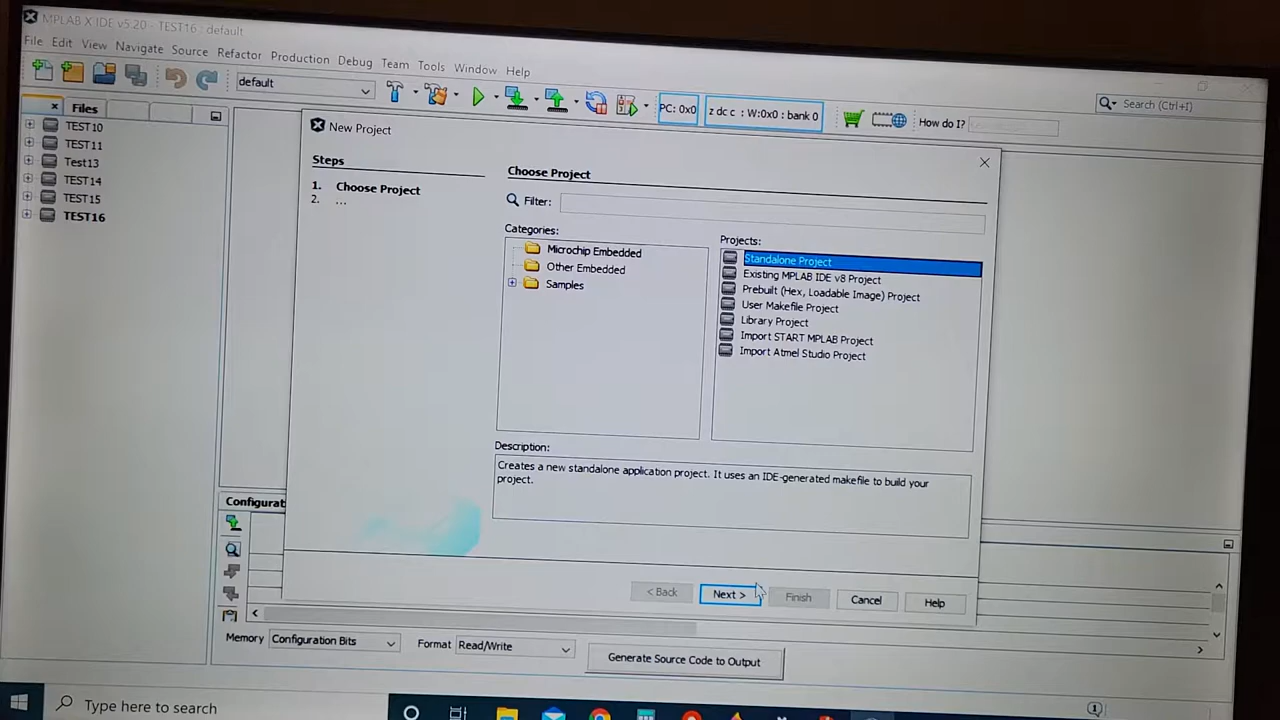 MPLAB X IDE v5.20 - TEST16 : default
File Edit View Navigate Source Refactor Production Debug Team Tools Window Help
default
PC: 0x0
z dc c : W:0x0 : bank 0
How do I?
Search (Ctrl+I)
Files
TEST10
TEST11
Test13
TEST14
TEST15
TEST16
New Project
Steps
1. Choose Project
2. ...
Choose Project
Filter:
Categories:
Microchip Embedded
Other Embedded
Samples
Projects:
Standalone Project
Existing MPLAB IDE v8 Project
Prebuilt (Hex, Loadable Image) Project
User Makefile Project
Library Project
Import START MPLAB Project
Import Atmel Studio Project
Description:
Creates a new standalone application project. It uses an IDE-generated makefile to build your
project.
< Back
Next >
Finish
Cancel
Help
Configurat
Memory Configuration Bits Format Read/Write
Generate Source Code to Output
Type here to search